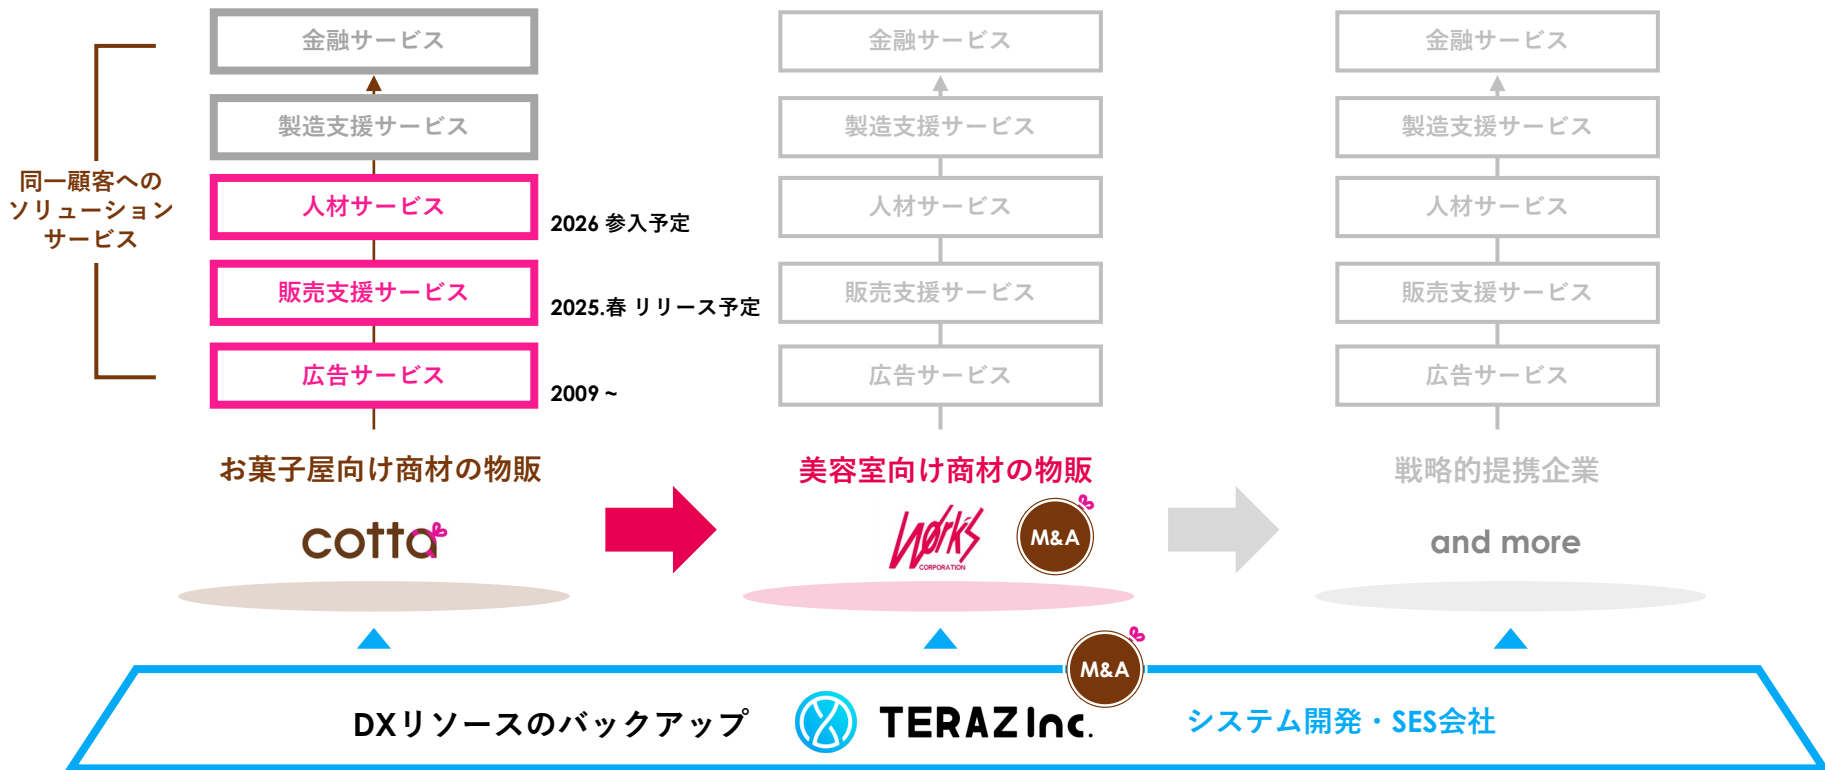 同一顧客への
ソリューション
サービス
金融サービス
製造支援サービス
人材サービス
2026 参入予定
販売支援サービス
2025.春 リリース予定
広告サービス
2009 ~
お菓子屋向け商材の物販
cotta
金融サービス
製造支援サービス
人材サービス
販売支援サービス
広告サービス
美容室向け商材の物販
Work's
CORPORATION
M&A
金融サービス
製造支援サービス
人材サービス
販売支援サービス
広告サービス
戦略的提携企業
and more
M&A
DXリソースのバックアップ
TERAZ Inc.
システム開発・SES会社